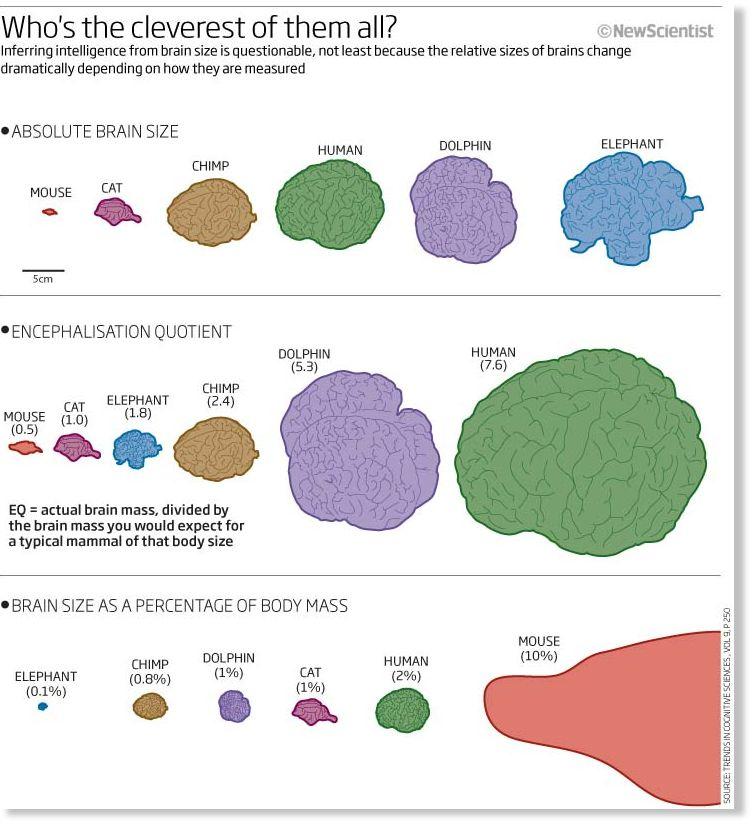 Who's the cleverest of them all?
©NewScientist
Inferring intelligence from brain size is questionable, not least because the relative sizes of brains change
dramatically depending on how they are measured
• ABSOLUTE BRAIN SIZE
MOUSE
CAT
CHIMP
HUMAN
DOLPHIN
ELEPHANT
5cm
• ENCEPHALISATION QUOTIENT
MOUSE
(0.5)
CAT
(1.0)
ELEPHANT
(1.8)
CHIMP
(2.4)
DOLPHIN
(5.3)
HUMAN
(7.6)
EQ = actual brain mass, divided by
the brain mass you would expect for
a typical mammal of that body size
• BRAIN SIZE AS A PERCENTAGE OF BODY MASS
ELEPHANT
(0.1%)
CHIMP
(0.8%)
DOLPHIN
(1%)
CAT
(1%)
HUMAN
(2%)
MOUSE
(10%)
SOURCE: TRENDS IN COGNITIVE SCIENCES, VOL 9, P 250